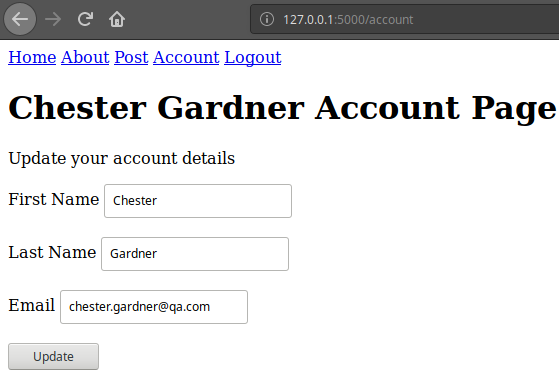 127.0.0.1:5000/account
Home About Post Account Logout
Chester Gardner Account Page
Update your account details
First Name Chester
Last Name Gardner
Email chester.gardner@qa.com
Update